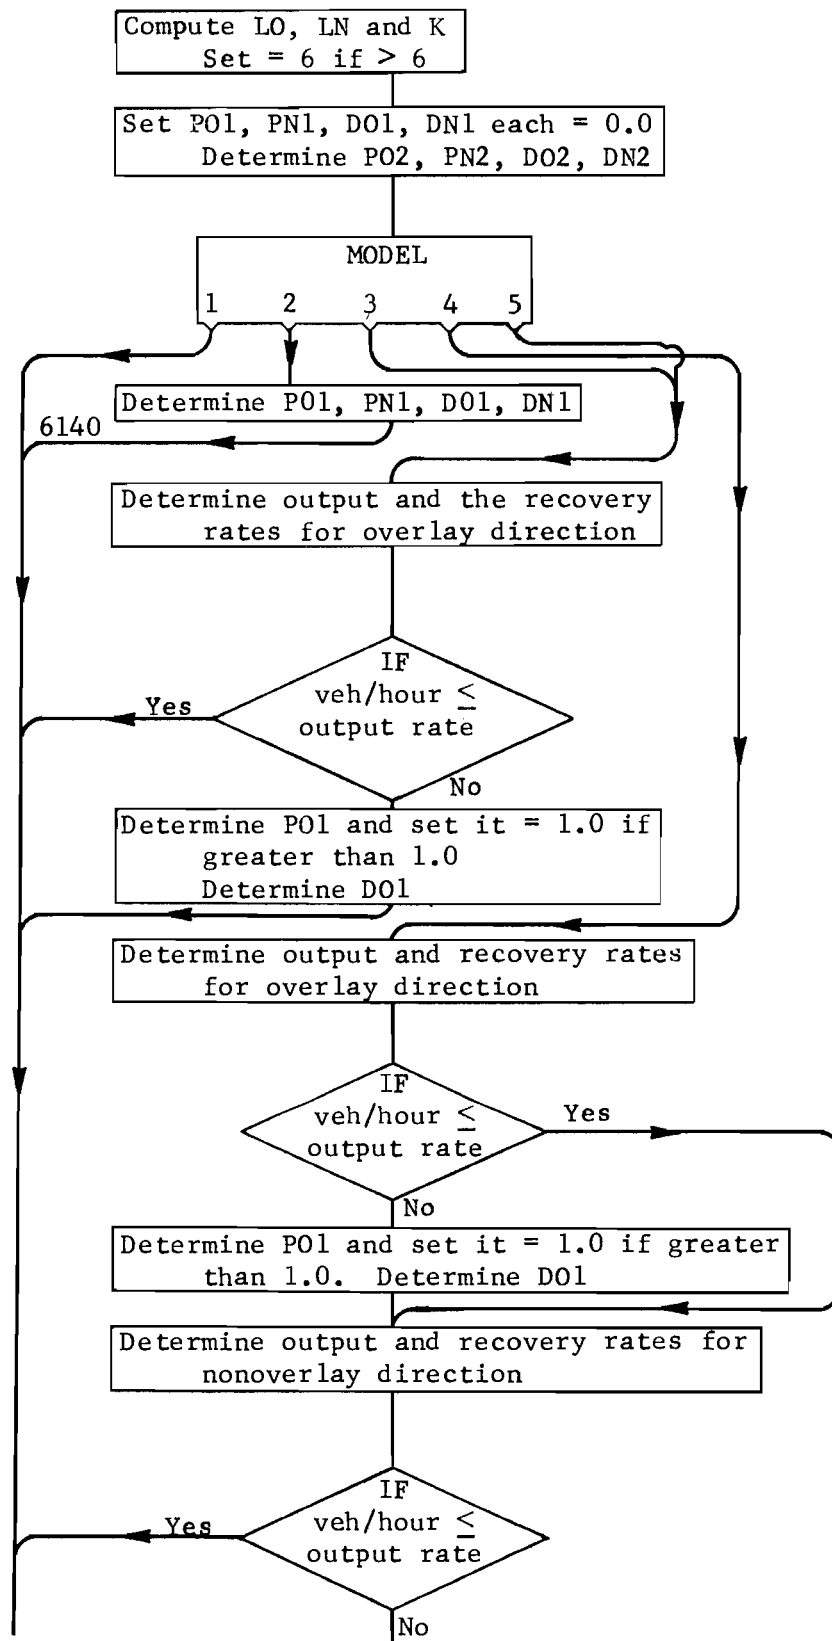 Compute LO, LN and K
Set = 6 if > 6
Set PO1, PN1, DO1, DN1 each = 0.0
Determine PO2, PN2, DO2, DN2
MODEL
1 2 3 4 5
Determine PO1, PN1, DO1, DN1
6140
Determine output and the recovery
rates for overlay direction
IF
veh/hour ≤
output rate
Yes
No
Determine PO1 and set it = 1.0 if
greater than 1.0
Determine DO1
Determine output and recovery rates
for overlay direction
IF
veh/hour ≤
output rate
Yes
No
Determine PO1 and set it = 1.0 if greater
than 1.0. Determine DO1
Determine output and recovery rates for
nonoverlay direction
IF
veh/hour ≤
output rate
Yes
No